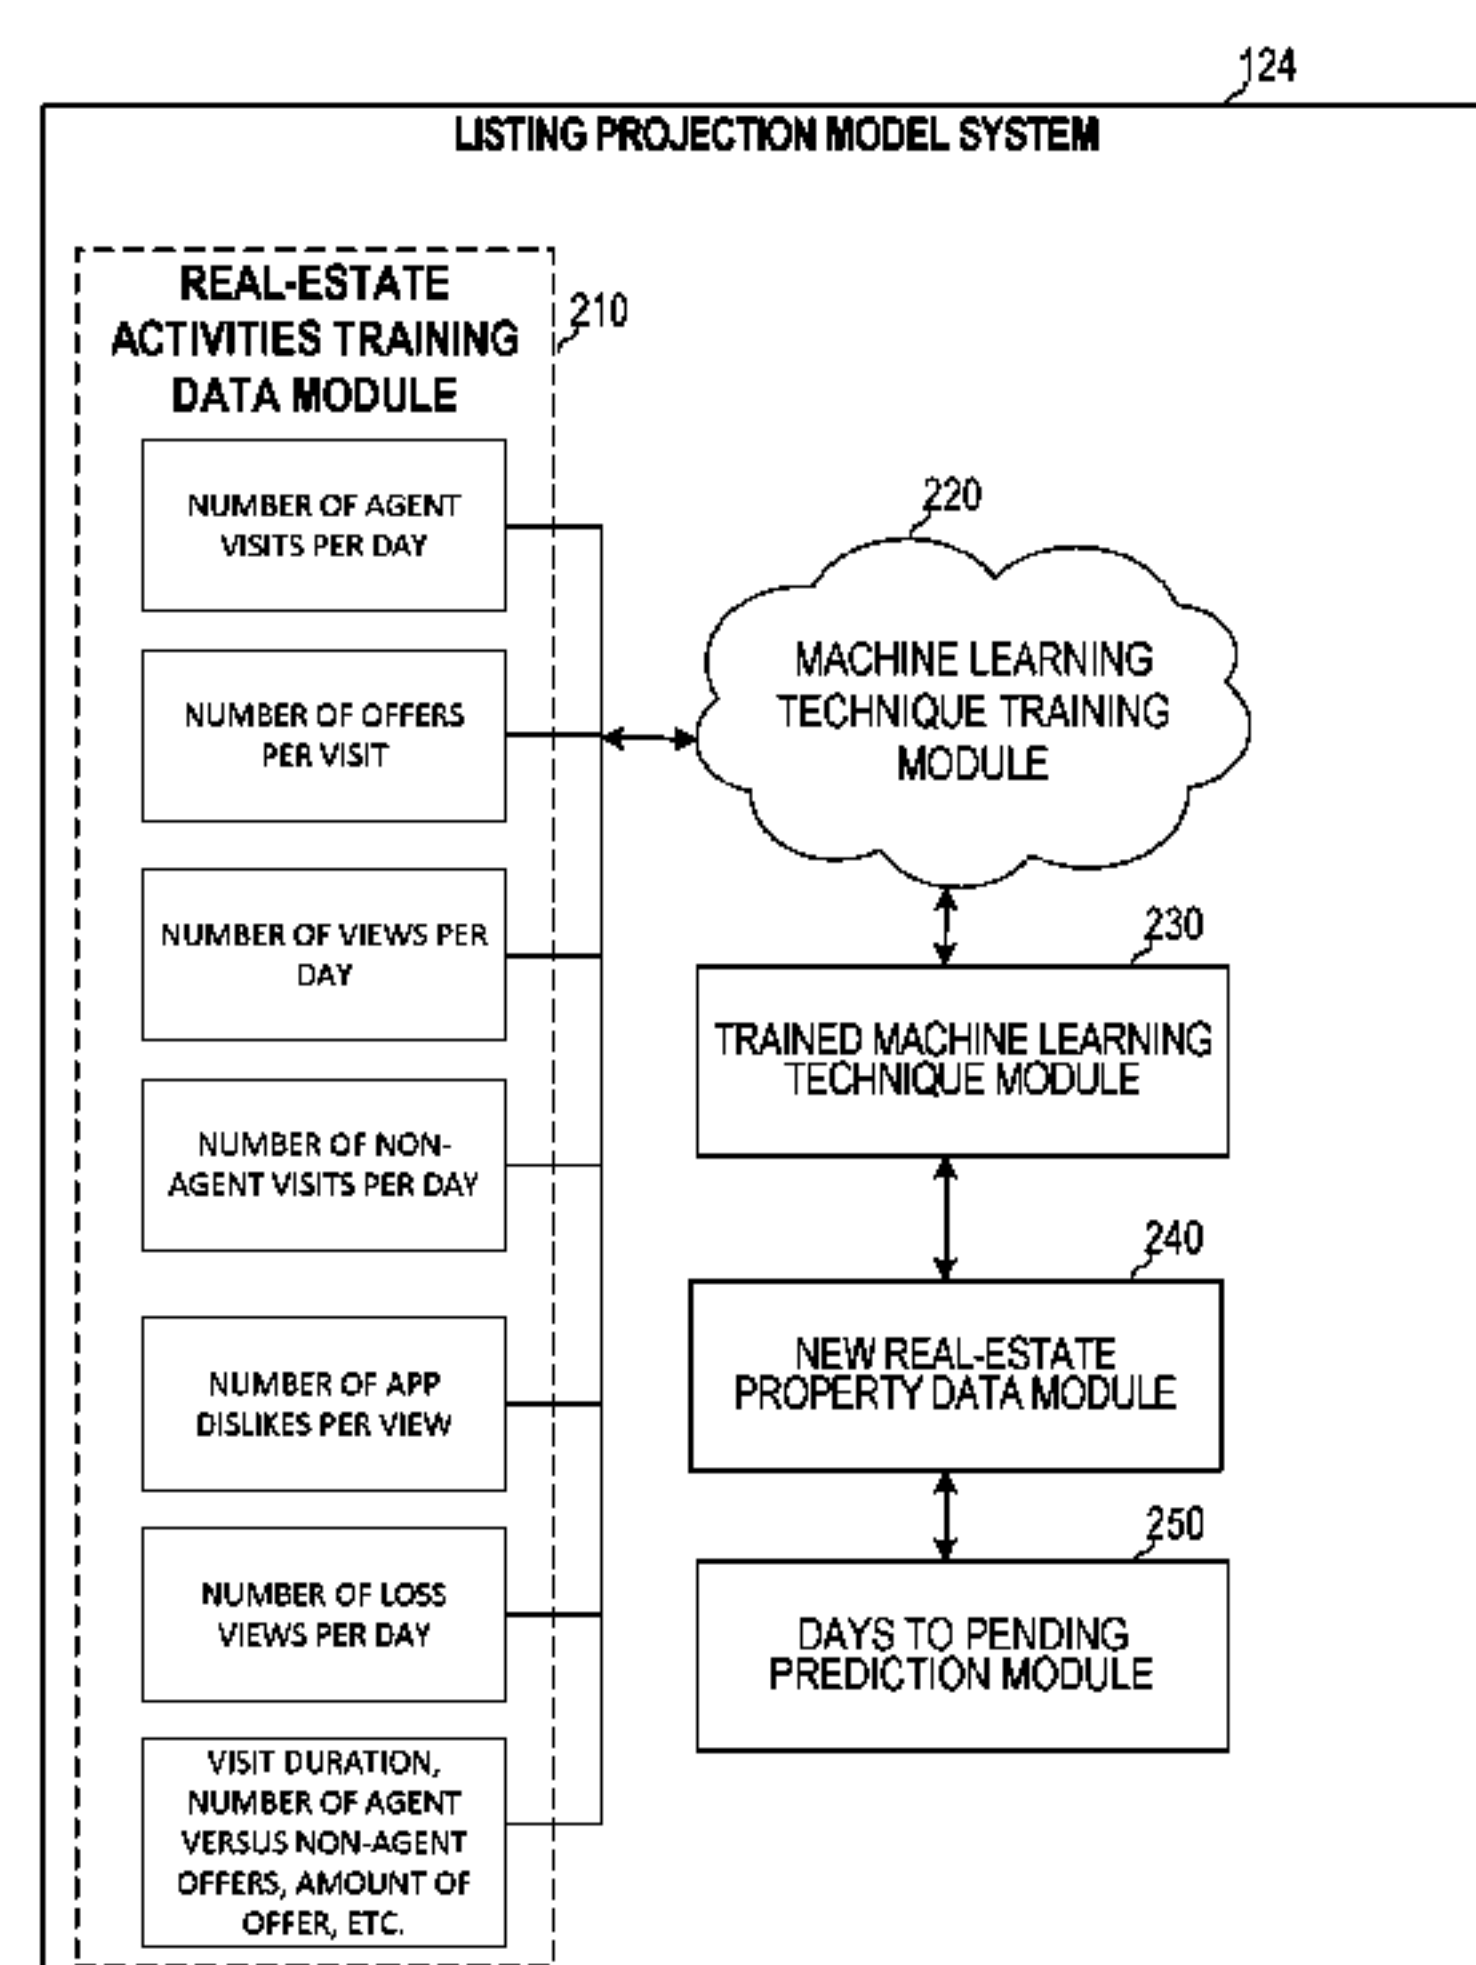 124
LISTING PROJECTION MODEL SYSTEM
REAL-ESTATE
ACTIVITIES TRAINING
DATA MODULE
210
NUMBER OF AGENT
VISITS PER DAY
NUMBER OF OFFERS
PER VISIT
NUMBER OF VIEWS PER
DAY
NUMBER OF NON-
AGENT VISITS PER DAY
NUMBER OF APP
DISLIKES PER VIEW
NUMBER OF LOSS
VIEWS PER DAY
VISIT DURATION,
NUMBER OF AGENT
VERSUS NON-AGENT
OFFERS, AMOUNT OF
OFFER, ETC.
220
MACHINE LEARNING
TECHNIQUE TRAINING
MODULE
230
TRAINED MACHINE LEARNING
TECHNIQUE MODULE
240
NEW REAL-ESTATE
PROPERTY DATA MODULE
250
DAYS TO PENDING
PREDICTION MODULE